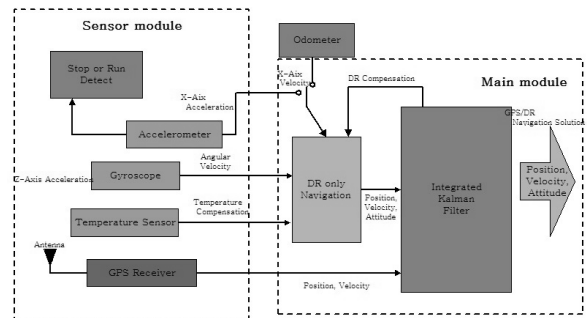 Sensor module
Odometer
Stop or Run
Detect
X-Aix
Velocity
DR Compensation
Main module
X-Aix
Acceleration
Accelerometer
GPS/DR
Navigation Solution
Angular
Velocity
Z-Axis Acceleration
Gyroscope
DR only
Navigation
Position,
Velocity,
Attitude
Integrated
Kalman
Filter
Position,
Velocity,
Attitude
Temperature
Compensation
Temperature Sensor
Antenna
GPS Receiver
Position, Velocity